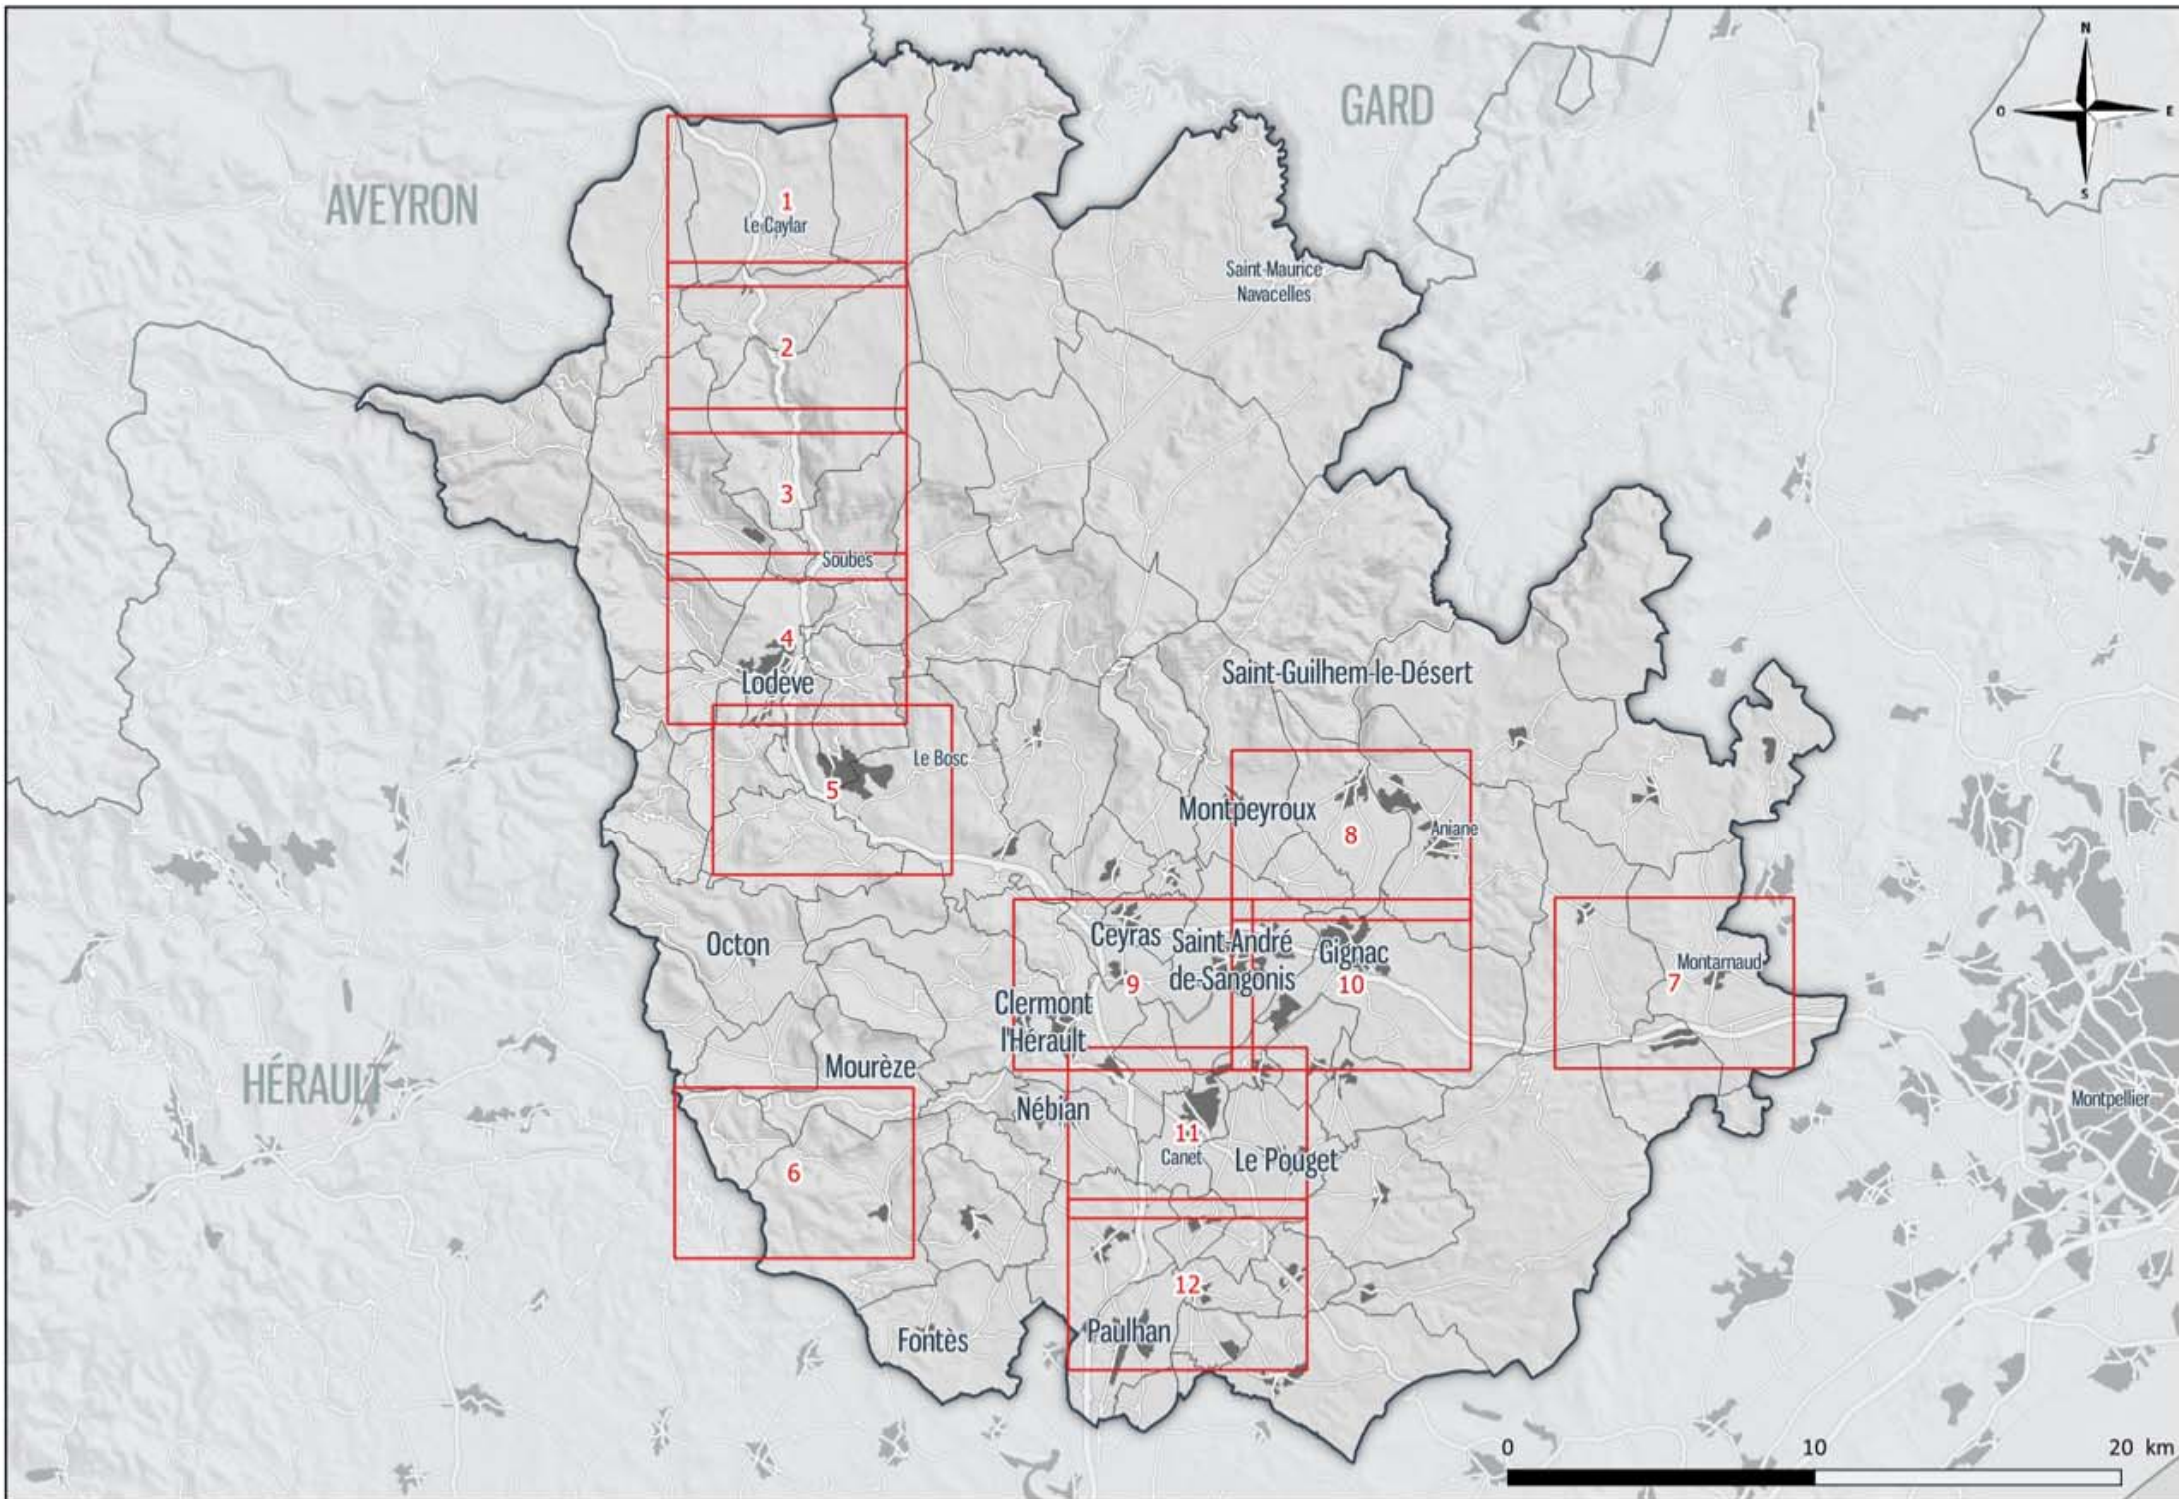 N
GARD
O
E
S
AVEYRON
1
Le Caylar
Saint-Maurice
Navacelles
2
3
Soubès
4
Lodève
Saint-Guilhem-le-Désert
Le Bosc
5
Montpeyroux
8
Aniane
Octon
Ceyras
Saint-André
de-Sangonis
Gignac
9
10
Montarnaud
7
Clermont
l'Hérault
Mourèze
HÉRAULT
Nébian
Montpellier
11
Canet
Le Pouget
6
12
Paulhan
Fontès
0
10
20 km